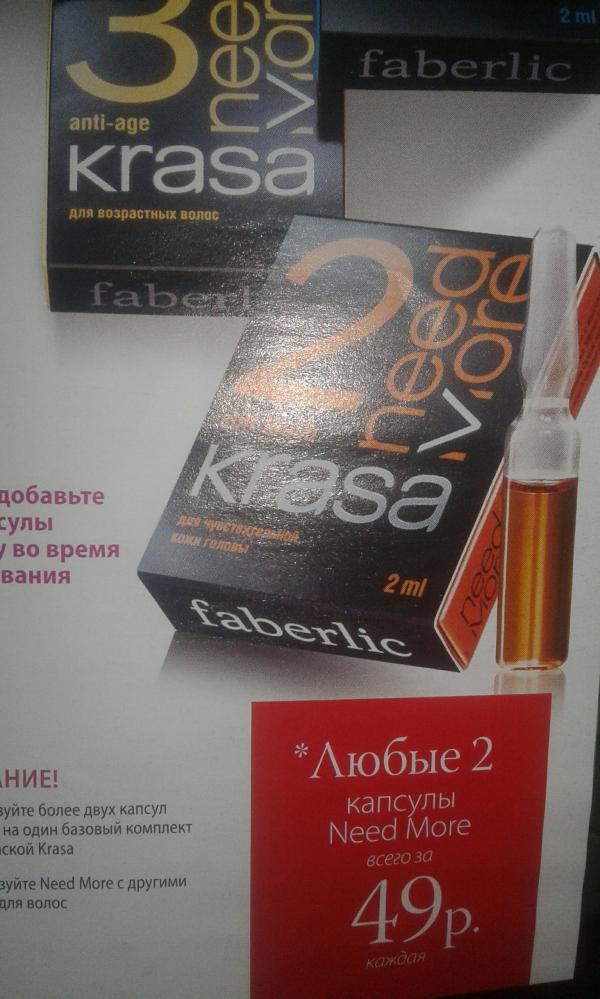 2 ml
faberlic
3
need
More
anti-age
krasa
для возрастных волос
faberl
2
need
More
krasa
для чувствительной
кожи головы
2 ml
faberlic
need
More
добавьте
сулы
у во время
вания
АНИЕ!
зуйте более двух капсул
на один базовый комплект
ской Krasa
зуйте Need More с другими
для волос
*Любые 2
капсулы
Need More
всего за
49р.
каждая